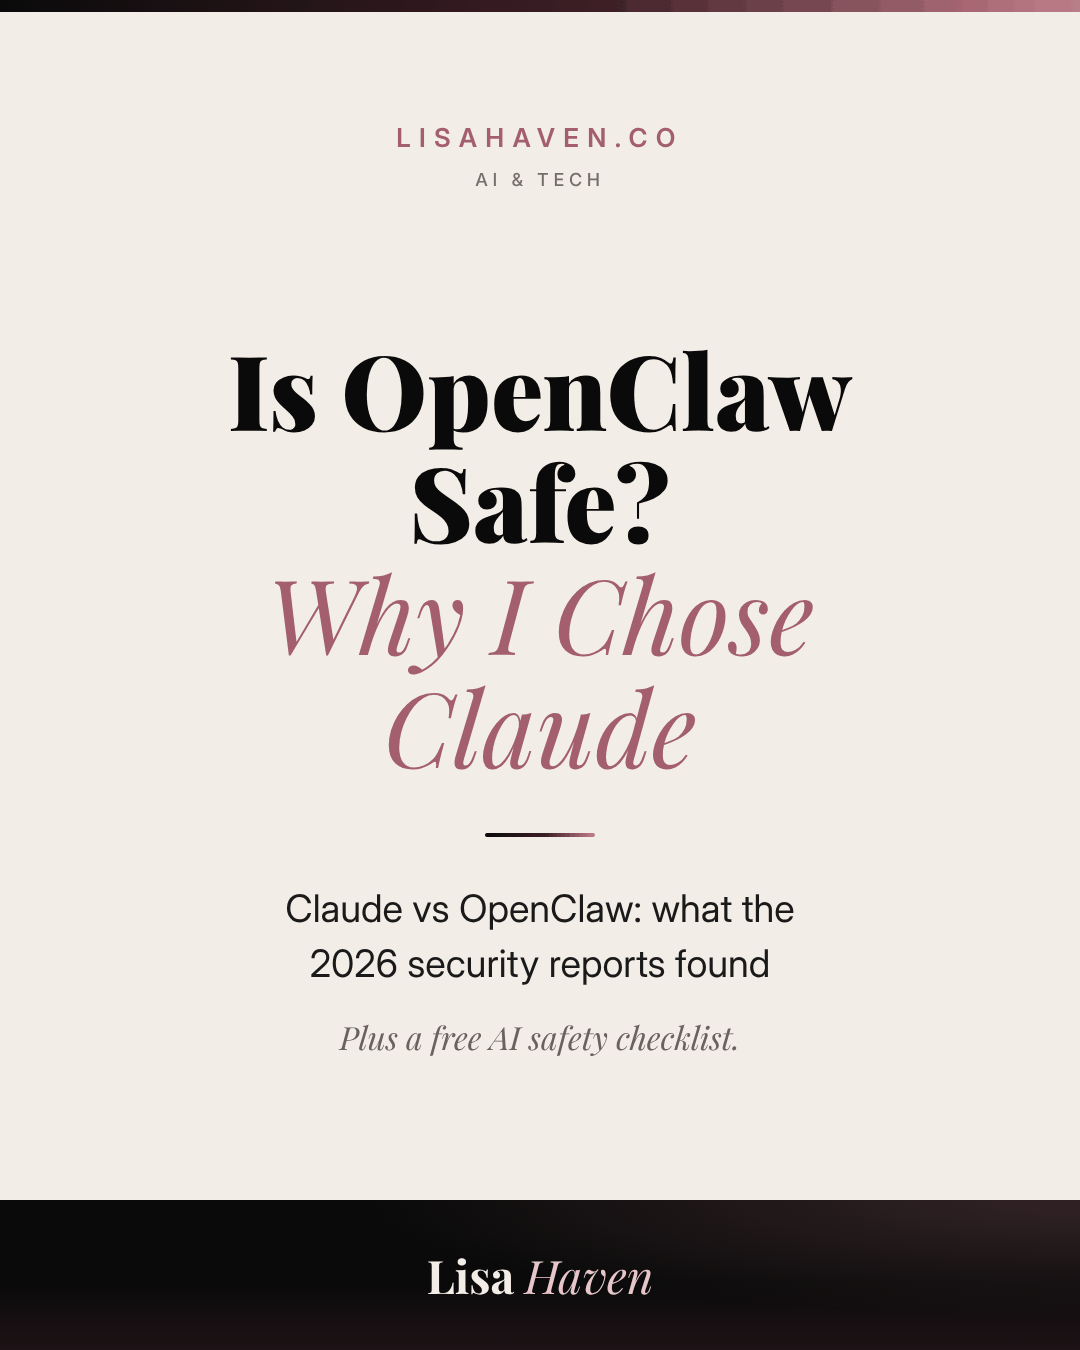 LISAHAVEN.CO
AI & TECH
Is OpenClaw
Safe?
Why I Chose
Claude
Claude vs OpenClaw: what the
2026 security reports found
Plus a free AI safety checklist.
Lisa Haven